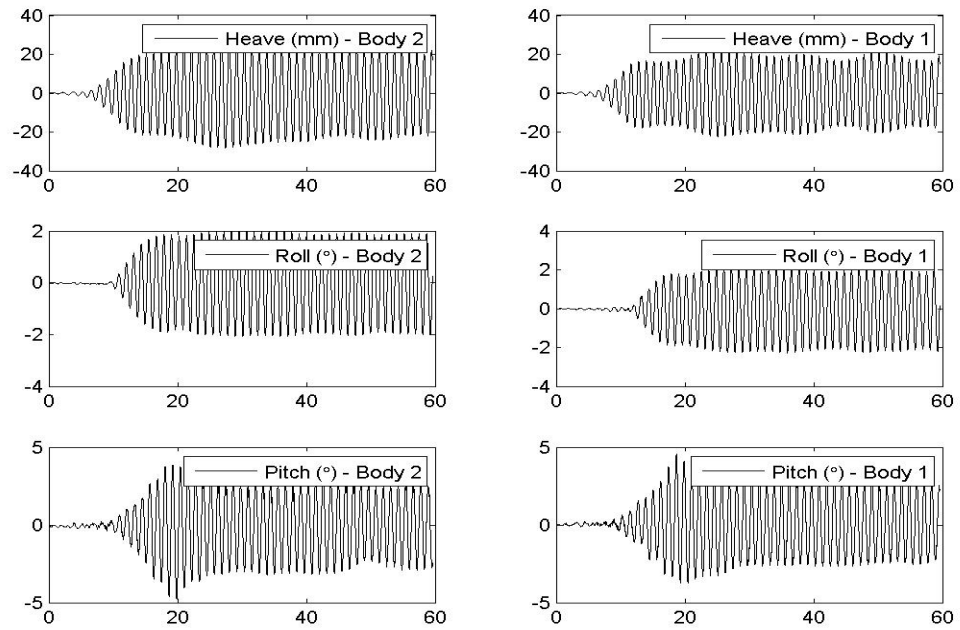 40
20
0
-20
-40
Heave (mm) - Body 2
0 20 40 60
40
20
0
-20
-40
Heave (mm) - Body 1
0 20 40 60
2
0
-2
-4
Roll (°) - Body 2
0 20 40 60
4
2
0
-2
-4
Roll (°) - Body 1
0 20 40 60
5
0
-5
Pitch (°) - Body 2
0 20 40 60
5
0
-5
Pitch (°) - Body 1
0 20 40 60